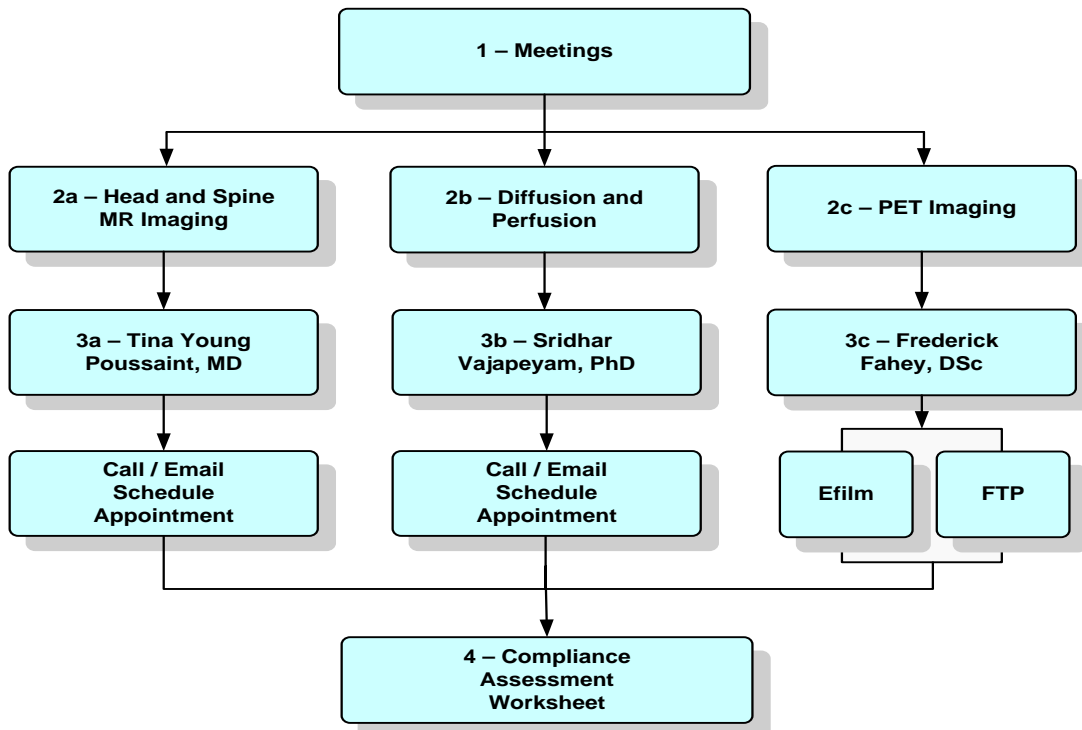 1 – Meetings
2a – Head and Spine
MR Imaging
2b – Diffusion and
Perfusion
2c – PET Imaging
3a – Tina Young
Poussaint, MD
3b – Sridhar
Vajapeyam, PhD
3c – Frederick
Fahey, DSc
Call / Email
Schedule
Appointment
Call / Email
Schedule
Appointment
Efilm
FTP
4 – Compliance
Assessment
Worksheet